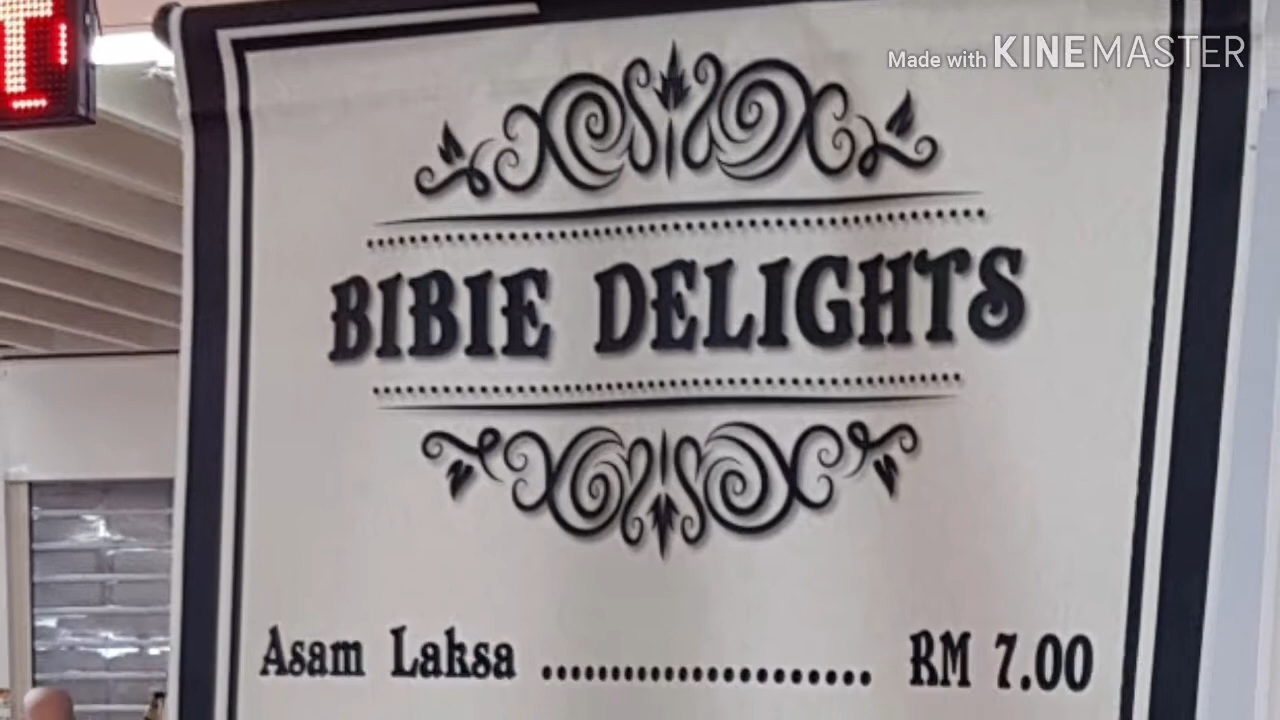 T
Made with KINEMASTER
BIBIE DELIGHTS
Asam Laksa ........................ RM 7.00